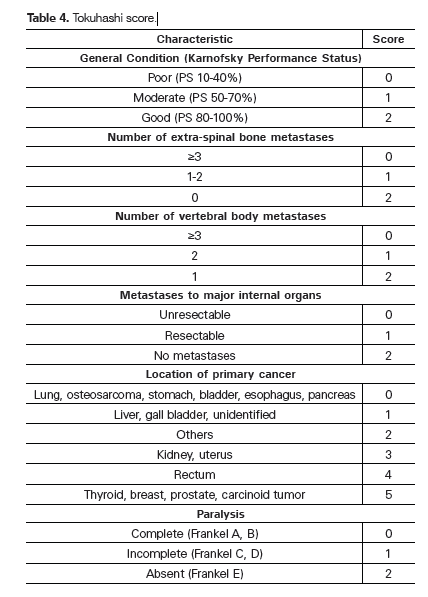 Table 4. Tokuhashi score.
Characteristic Score
General Condition (Karnofsky Performance Status)
Poor (PS 10-40%) 0
Moderate (PS 50-70%) 1
Good (PS 80-100%) 2
Number of extra-spinal bone metastases
≥3 0
1-2 1
0 2
Number of vertebral body metastases
≥3 0
2 1
1 2
Metastases to major internal organs
Unresectable 0
Resectable 1
No metastases 2
Location of primary cancer
Lung, osteosarcoma, stomach, bladder, esophagus, pancreas 0
Liver, gall bladder, unidentified 1
Others 2
Kidney, uterus 3
Rectum 4
Thyroid, breast, prostate, carcinoid tumor 5
Paralysis
Complete (Frankel A, B) 0
Incomplete (Frankel C, D) 1
Absent (Frankel E) 2